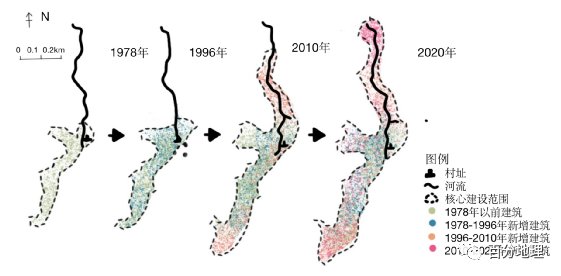 N
0 0.1 0.2km
1978年
1996年
2010年
2020年
图例
村址
河流
核心建设范围
1978年以前建筑
1978-1996年新增建筑
1996-2010年新增建筑
百分地理